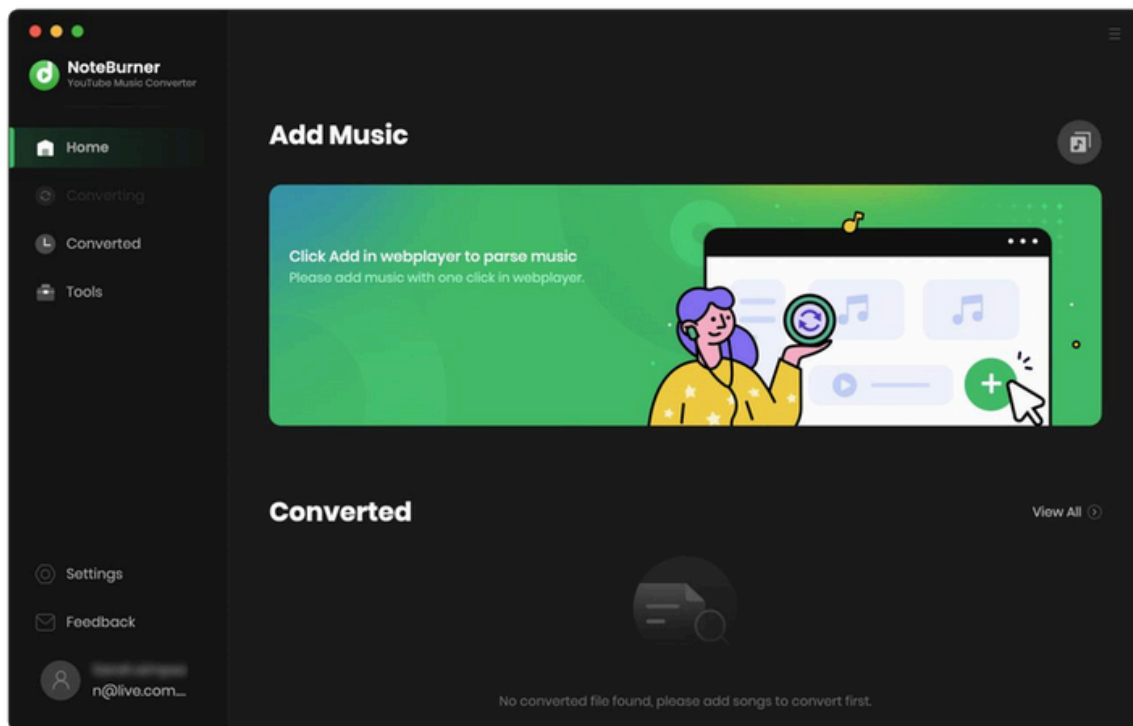 NoteBurner
YouTube Music Converter
Home
Converting
Converted
Tools
Settings
Feedback
n@live.com...
Add Music
Click Add in webplayer to parse music
Please add music with one click in webplayer.
Converted
View All
No converted file found, please add songs to convert first.